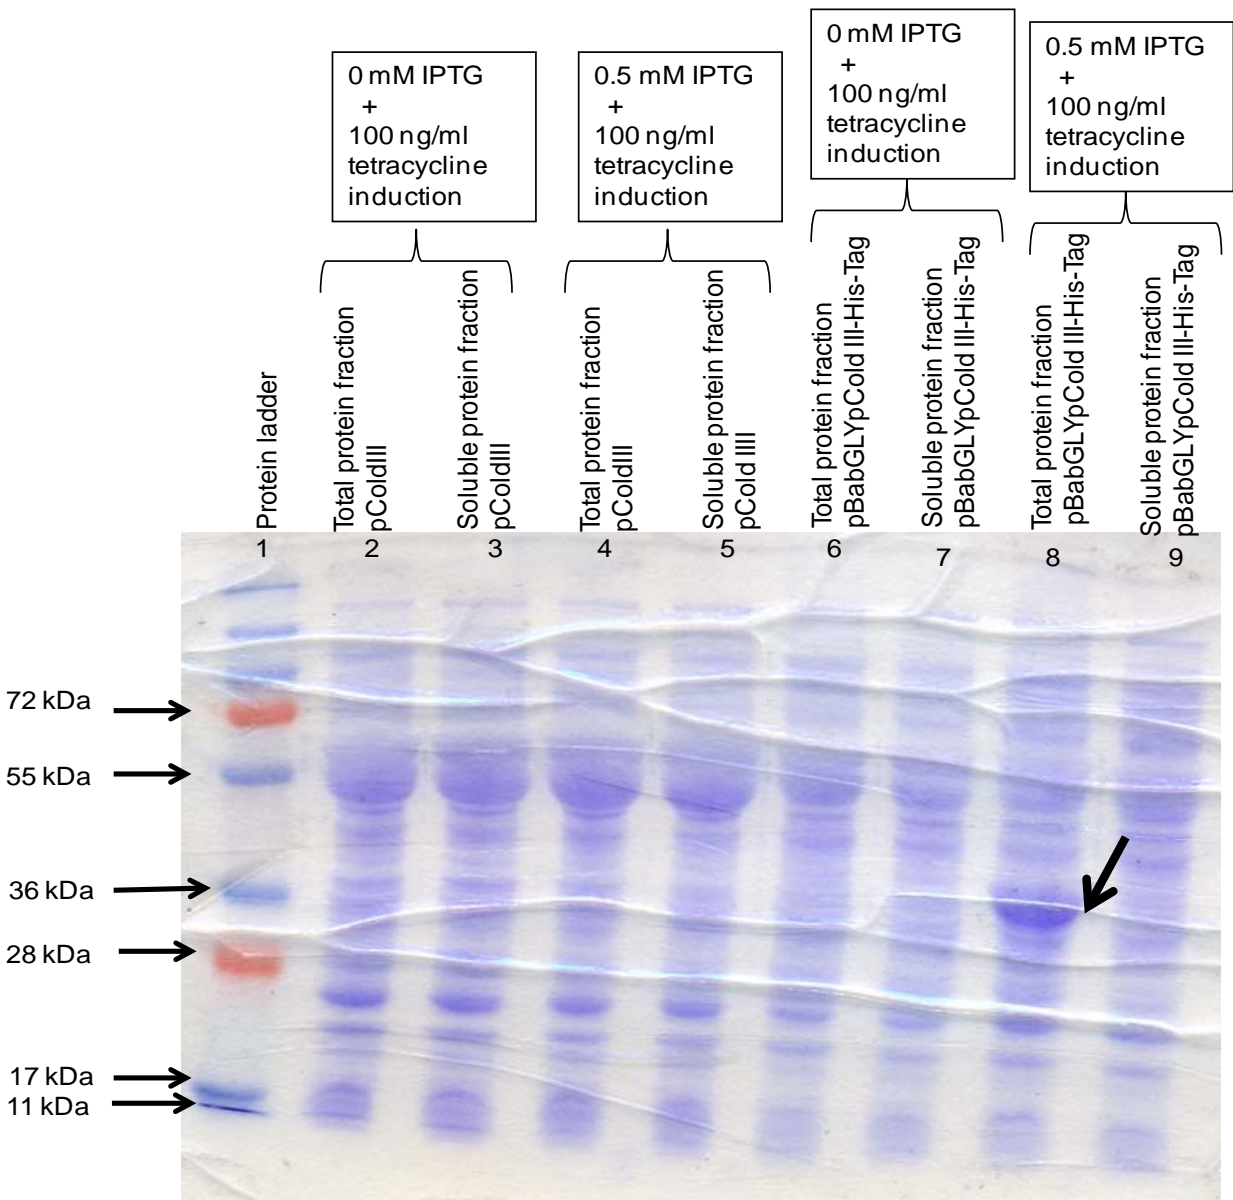 0 mM IPTG
+
100 ng/ml
tetracycline
induction
0.5 mM IPTG
+
100 ng/ml
tetracycline
induction
0 mM IPTG
+
100 ng/ml
tetracycline
induction
0.5 mM IPTG
+
100 ng/ml
tetracycline
induction
Protein ladder
Total protein fraction
pColdIII
Soluble protein fraction
pColdIII
Total protein fraction
pColdIII
Soluble protein fraction
pCold IIII
Total protein fraction
pBabGLYpCold III-His-Tag
Soluble protein fraction
pBabGLYpCold III-His-Tag
Total protein fraction
pBabGLYpCold III-His-Tag
Soluble protein fraction
pBabGLYpCold III-His-Tag
1 2 3 4 5 6 7 8 9
72 kDa
55 kDa
36 kDa
28 kDa
17 kDa
11 kDa